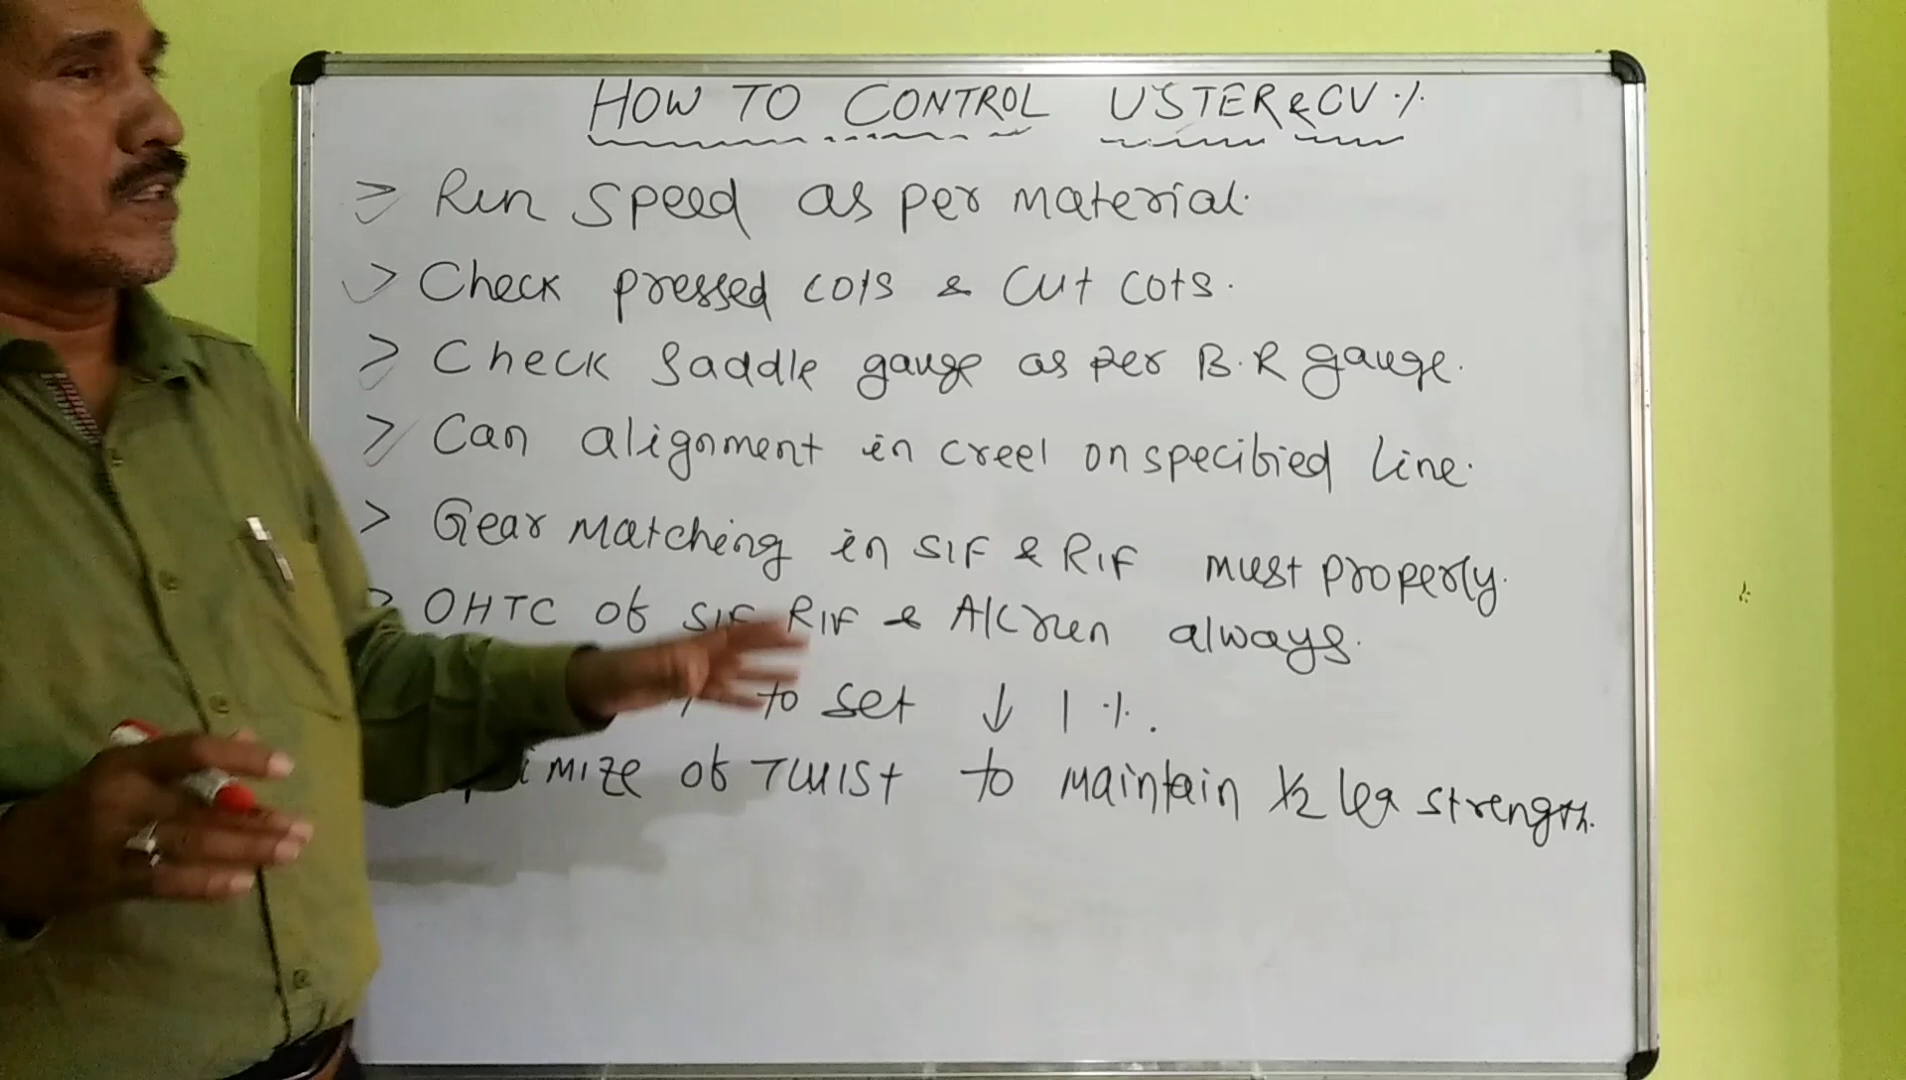 HOW TO CONTROL USTER & CV %
> Run Speed as per material.
> Check pressed cots & cut cots.
> Check Saddle gauge as per B.R gauge.
> Can alignment in creel on specified line.
> Gear Matching in SIF & RIF must properly.
> OHTC of SIF RIF & A/C run always.
to set ↓ 1 %.
of TWIST to maintain 1/2 lea strength.